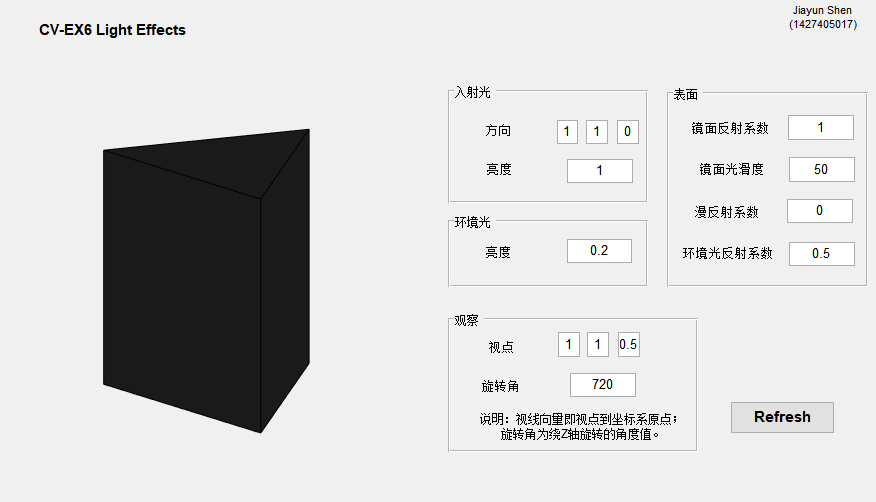 CV-EX6 Light Effects
Jiayun Shen
(1427405017)
入射光
方向 1 1 0
亮度 1
环境光
亮度 0.2
表面
镜面反射系数 1
镜面光滑度 50
漫反射系数 0
环境光反射系数 0.5
观察
视点 1 1 0.5
旋转角 720
说明：视线向量即视点到坐标系原点；
旋转角为绕Z轴旋转的角度值。
Refresh